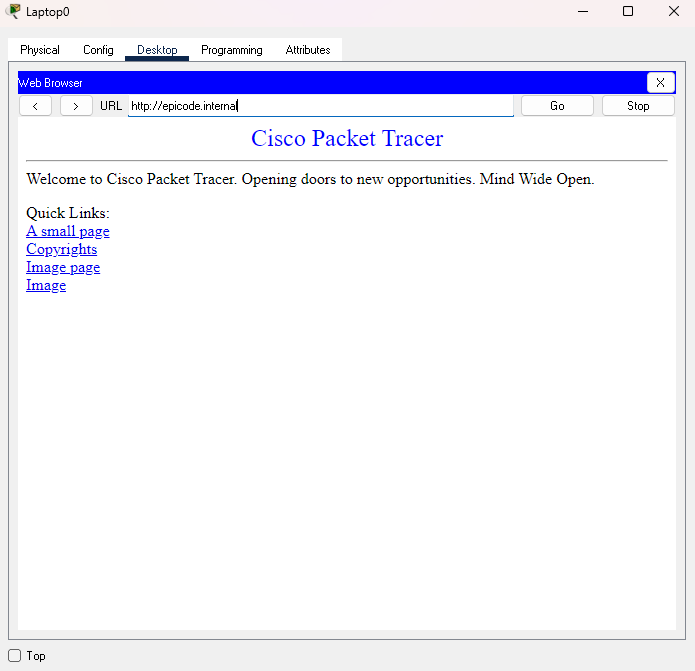 Laptop0
Physical Config Desktop Programming Attributes
Web Browser X
< > URL http://epicode.internal Go Stop
Cisco Packet Tracer
Welcome to Cisco Packet Tracer. Opening doors to new opportunities. Mind Wide Open.
Quick Links:
A small page
Copyrights
Image page
Image
Top